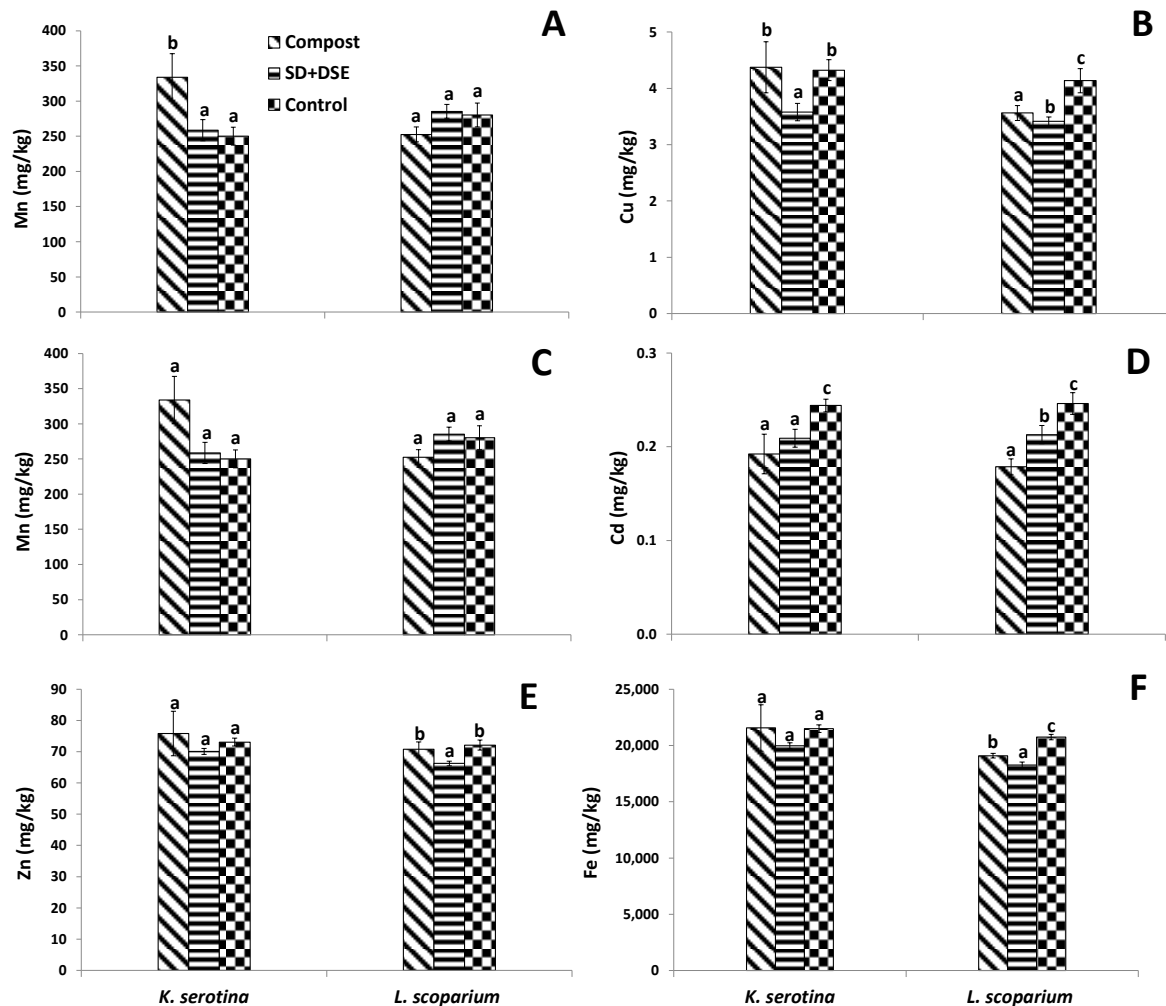 A
400
350
300
250
200
150
100
50
0
Mn (mg/kg)
b
a
a
a
a
a
Compost
SD+DSE
Control
B
5
4
3
2
1
0
Cu (mg/kg)
b
a
b
a
b
c
C
400
350
300
250
200
150
100
50
0
Mn (mg/kg)
a
a
a
a
a
a
D
0.3
0.2
0.1
0.0
Cd (mg/kg)
a
a
c
a
b
c
E
90
80
70
60
50
40
30
20
10
0
Zn (mg/kg)
a
a
a
b
a
b
K. serotina
L. scoparium
F
25,000
20,000
15,000
10,000
5,000
0
Fe (mg/kg)
a
a
a
b
a
c
K. serotina
L. scoparium